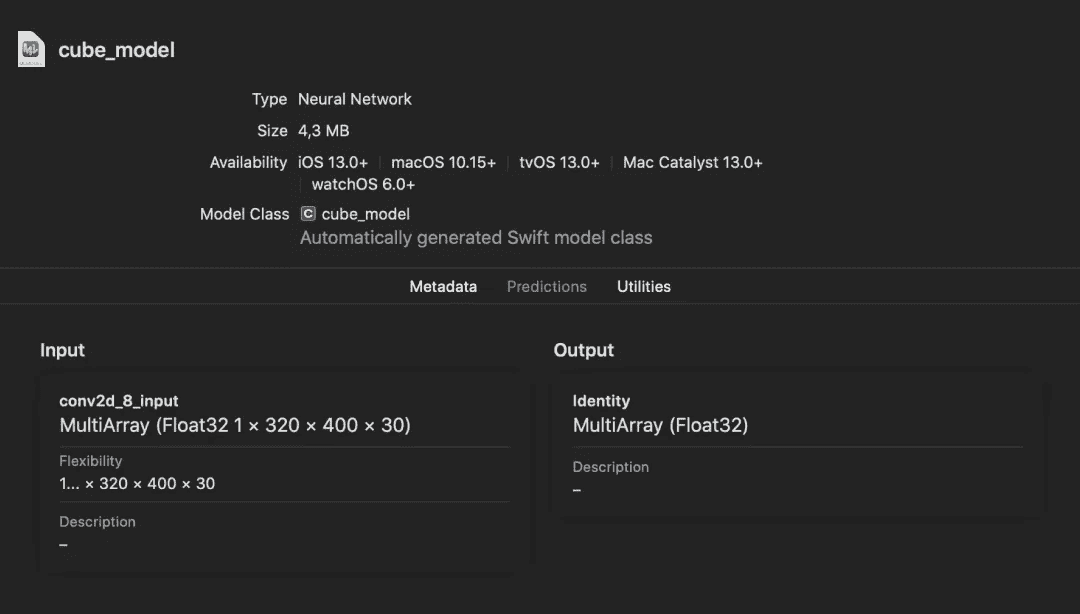 cube_model
Type Neural Network
Size 4,3 MB
Availability iOS 13.0+ macOS 10.15+ tvOS 13.0+ Mac Catalyst 13.0+
watchOS 6.0+
Model Class C cube_model
Automatically generated Swift model class
Metadata Predictions Utilities
Input
conv2d_8_input
MultiArray (Float32 1 × 320 × 400 × 30)
Flexibility
1... × 320 × 400 × 30
Description
–
Output
Identity
MultiArray (Float32)
Description
–